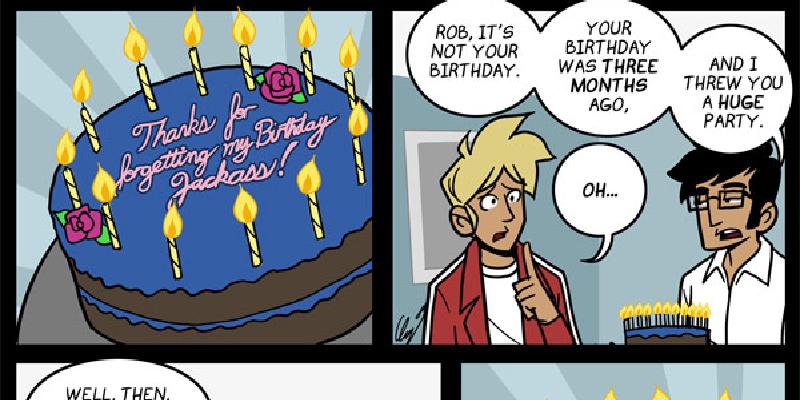 Thanks for
forgetting my Birthday
Jackass!
ROB, IT'S
NOT YOUR
BIRTHDAY.
YOUR
BIRTHDAY
WAS THREE
MONTHS
AGO,
AND I
THREW YOU
A HUGE
PARTY.
OH...
WELL, THEN,